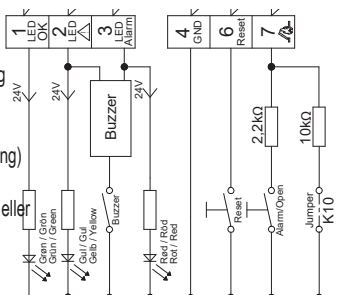 1
LED
OK
2
LED
3
LED
Alarm
4
GND
6
Reset
7
24V
24V
24V
Buzzer
2,2kΩ
10kΩ
ng)
eller
Grøn / Grön
Grün / Green
Gul / Gul
Gelb / Yellow
Buzzer
Rød / Röd
Rot / Red
Reset
Alarm/Open
Jumper
K10